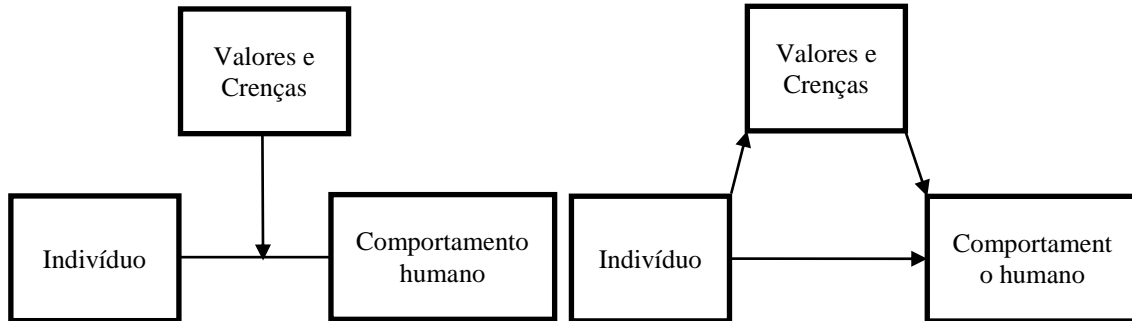 Valores e
Crenças
Indivíduo
Comportamento
humano
Valores e
Crenças
Indivíduo
Comportament
o humano